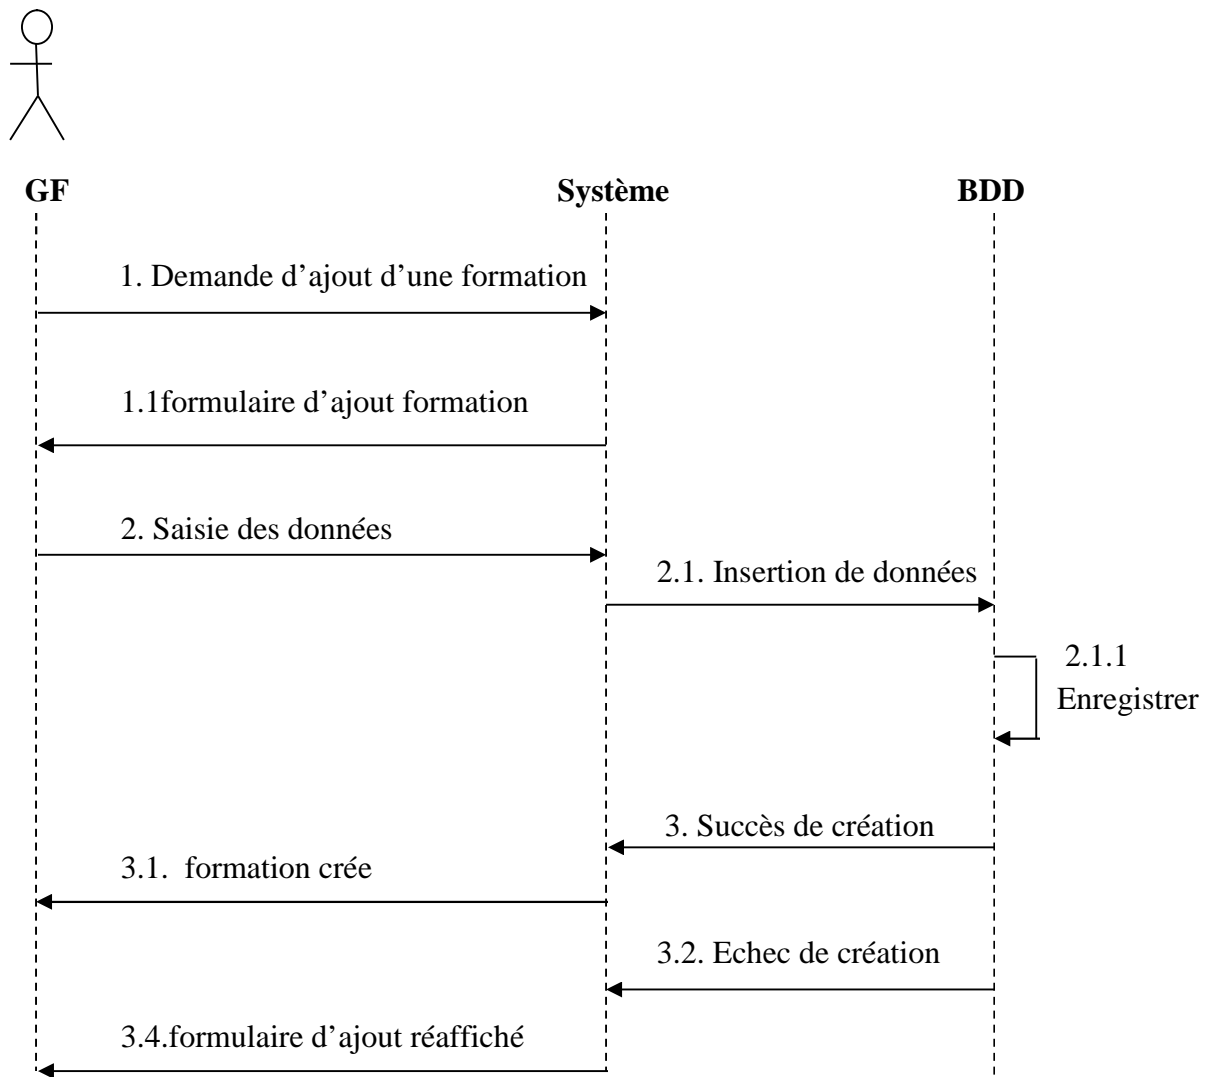 GF
Système
BDD
1. Demande d’ajout d’une formation
1.1formulaire d’ajout formation
2. Saisie des données
2.1. Insertion de données
2.1.1
Enregistrer
3. Succès de création
3.1. formation crée
3.2. Echec de création
3.4.formulaire d’ajout réaffiché